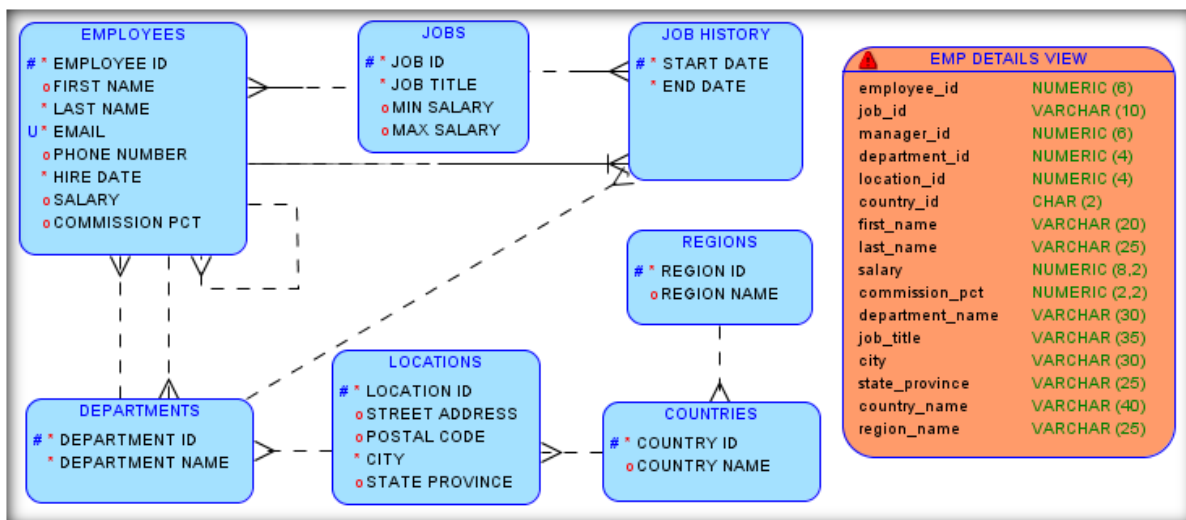 EMPLOYEES
# * EMPLOYEE ID
o FIRST NAME
* LAST NAME
U * EMAIL
o PHONE NUMBER
* HIRE DATE
o SALARY
o COMMISSION PCT
JOBS
# * JOB ID
* JOB TITLE
o MIN SALARY
o MAX SALARY
JOB HISTORY
# * START DATE
* END DATE
REGIONS
# * REGION ID
o REGION NAME
DEPARTMENTS
# * DEPARTMENT ID
* DEPARTMENT NAME
LOCATIONS
# * LOCATION ID
o STREET ADDRESS
o POSTAL CODE
* CITY
o STATE PROVINCE
COUNTRIES
# * COUNTRY ID
o COUNTRY NAME
EMP DETAILS VIEW
employee_id NUMERIC (6)
job_id VARCHAR (10)
manager_id NUMERIC (6)
department_id NUMERIC (4)
location_id NUMERIC (4)
country_id CHAR (2)
first_name VARCHAR (20)
last_name VARCHAR (25)
salary NUMERIC (8,2)
commission_pct NUMERIC (2,2)
department_name VARCHAR (30)
job_title VARCHAR (35)
city VARCHAR (30)
state_province VARCHAR (25)
country_name VARCHAR (40)
region_name VARCHAR (25)